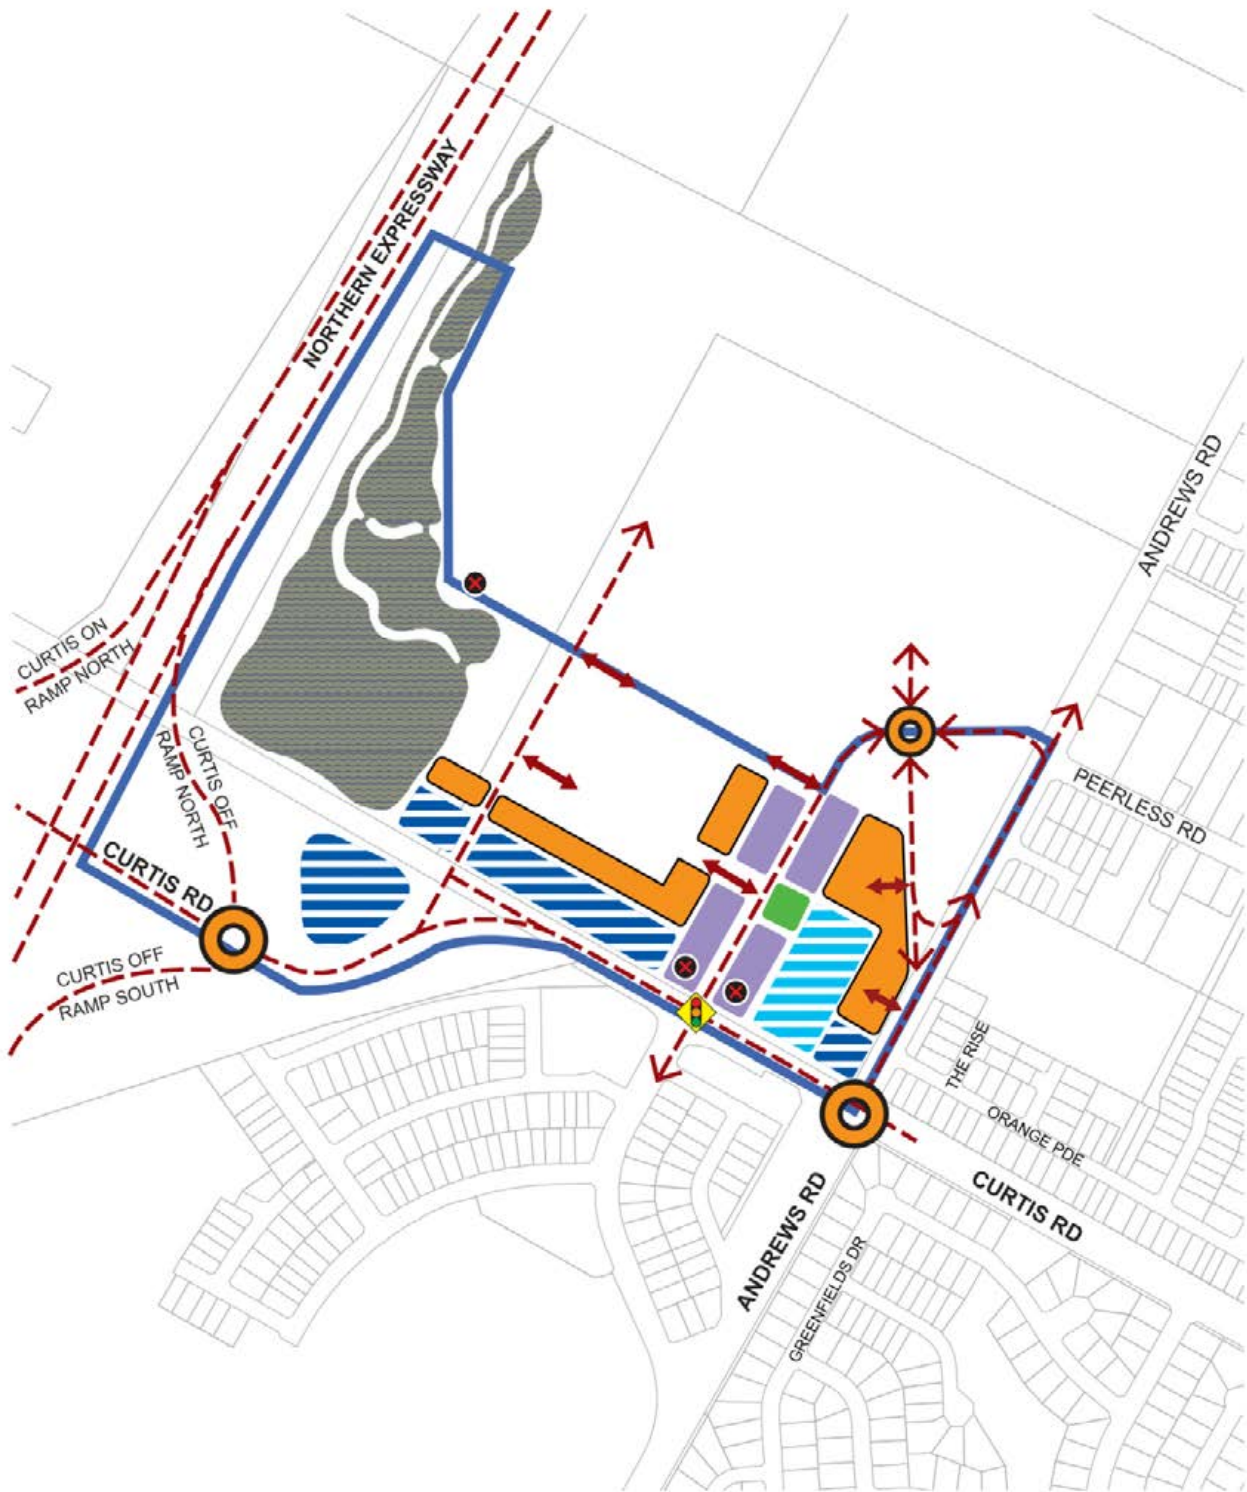 NORTHERN EXPRESSWAY
ANDREWS RD
CURTIS ON
RAMP NORTH
CURTIS OFF
RAMP NORTH
PEERLESS RD
CURTIS RD
CURTIS OFF
RAMP SOUTH
THE RISE
ORANGE PDE
CURTIS RD
ANDREWS RD
GREENFIELDS DR